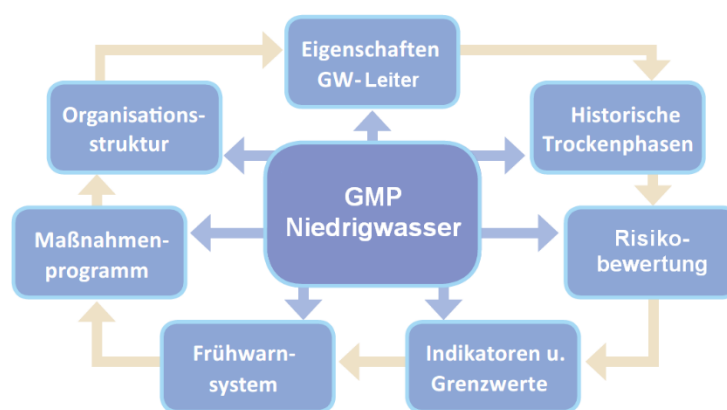 Eigenschaften
GW-Leiter
Organisations-
struktur
Historische
Trockenphasen
GMP
Niedrigwasser
Maßnahmen-
programm
Risiko-
bewertung
Frühwarn-
system
Indikatoren u.
Grenzwerte